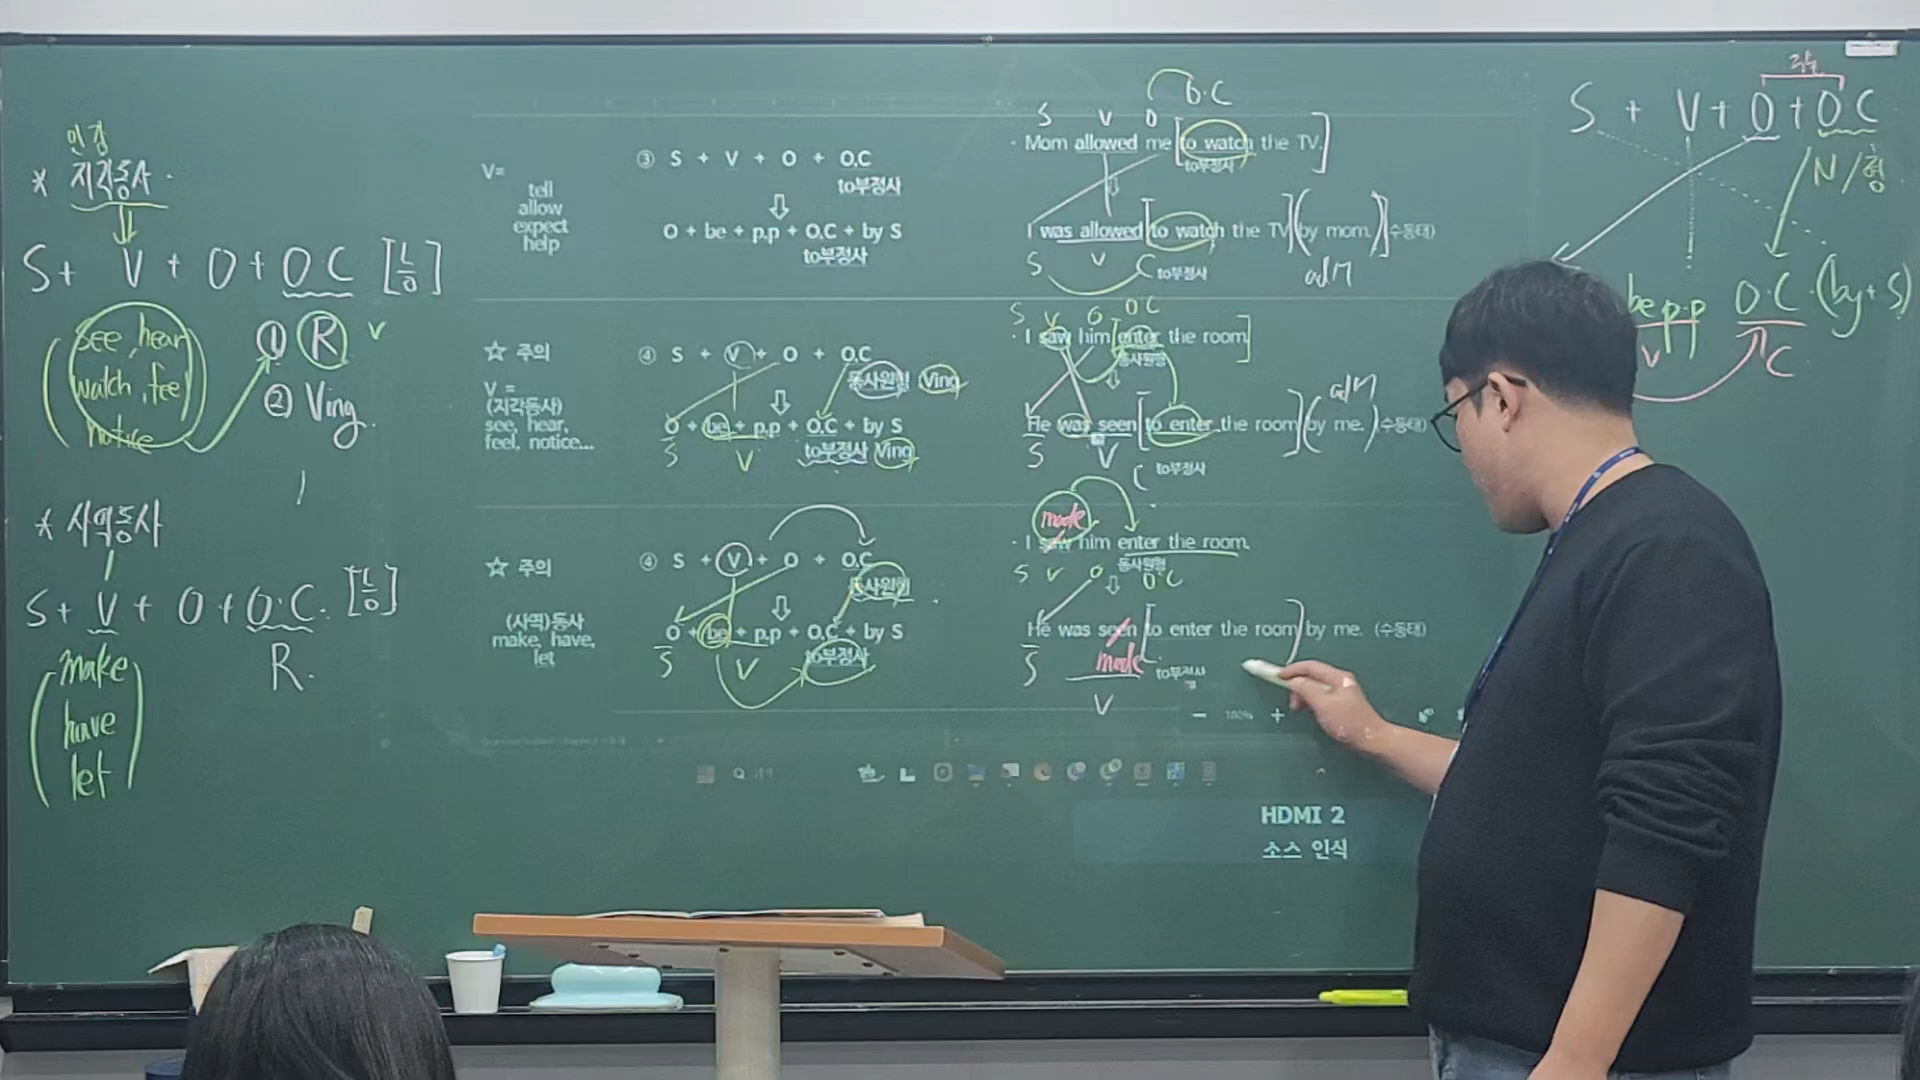 인강
* 지각동사
S + V + O + O C [능]
( see, hear
watch, feel
notice )
① R v
② Ving
* 사역동사
S + V + O + O.C.
( make
have
let )
R.
V=
tell
allow
expect
help
③ S + V + O + O.C
to부정사
O + be + p.p + O.C + by S
to부정사
☆ 주의
V =
(지각동사)
see, hear,
feel, notice...
④ S + V + O + O.C
동사원형 Ving
O + be + p.p + O.C + by S
S V to부정사 Ving
☆ 주의
(사역)동사
make, have,
let
④ S + V + O + O.C
동사원형
O + be + p.p + O.C + by S
S V to부정사
S V O O.C
· Mom allowed me [to watch the TV.]
to부정사
I was allowed [to watch the TV] (by mom.) (수동태)
S V C to부정사 adM
S V O O.C
· I saw him [enter the room]
동사원형
adM
He was seen [to enter the room] (by me.) (수동태)
S V C to부정사
made
· I saw him enter the room.
S V O 동사원형 O.C
He was seen [to enter the room] by me. (수동태)
S made to부정사
V
100%
HDMI 2
소스 인식
S + V + O + O C
N / 형
be p.p O.C (by + S)
V C